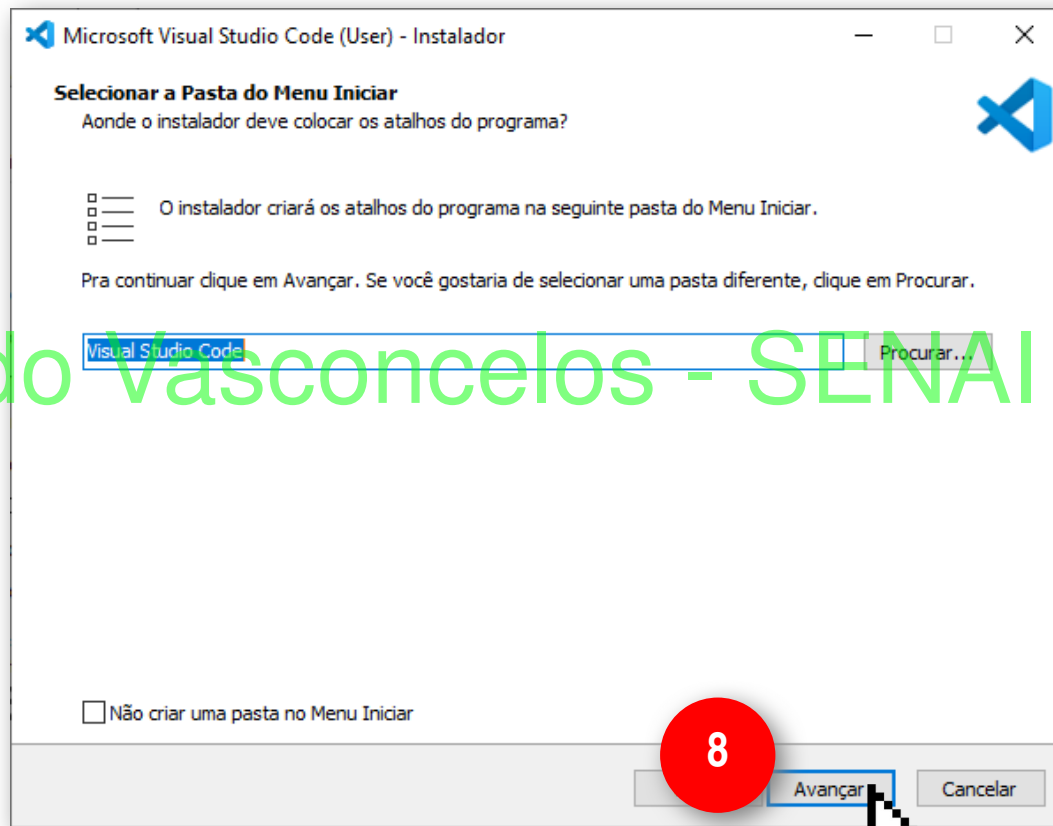 Microsoft Visual Studio Code (User) - Instalador
Selecionar a Pasta do Menu Iniciar
Aonde o instalador deve colocar os atalhos do programa?
O instalador criará os atalhos do programa na seguinte pasta do Menu Iniciar.
Pra continuar clique em Avançar. Se você gostaria de selecionar uma pasta diferente, clique em Procurar.
Visual Studio Code
Procurar...
do Vasconcelos - SENAI
Não criar uma pasta no Menu Iniciar
8
Avançar
Cancelar